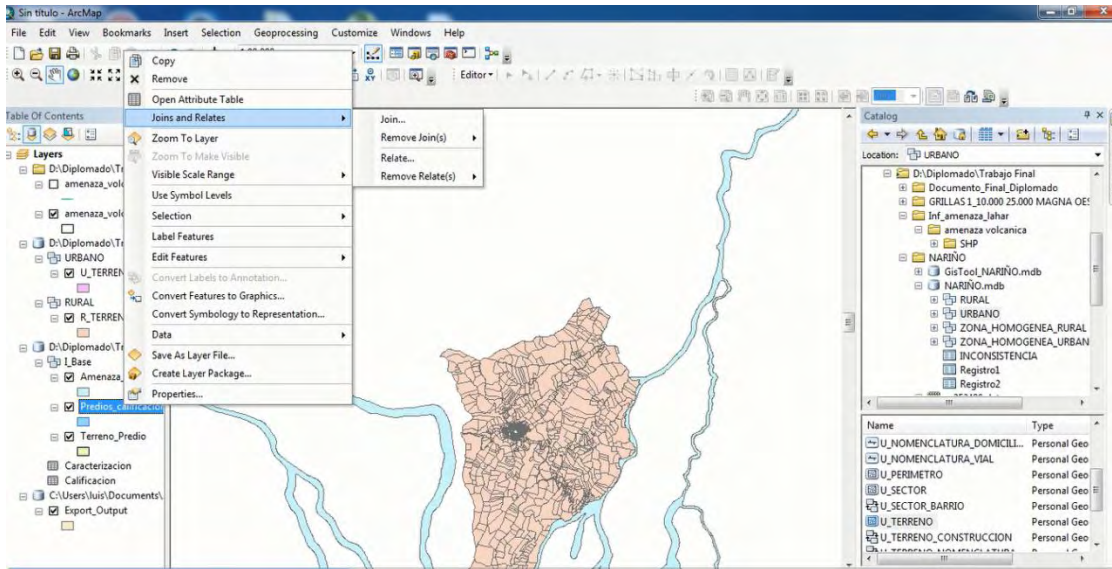 Sin título - ArcMap
File Edit View Bookmarks Insert Selection Geoprocessing Customize Windows Help
Editor
Table Of Contents
Layers
D:\Diplomado\Tr
amenaza_volc
amenaza_volc
D:\Diplomado\Tr
URBANO
U_TERREN
RURAL
R_TERREN
D:\Diplomado\Tr
I_Base
Amenaza_
Predios_calificacion
Terreno_Predio
Caracterizacion
Calificacion
C:\Users\luis\Documents\
Export_Output
Copy
Remove
Open Attribute Table
Joins and Relates
Zoom To Layer
Zoom To Make Visible
Visible Scale Range
Use Symbol Levels
Selection
Label Features
Edit Features
Convert Labels to Annotation...
Convert Features to Graphics...
Convert Symbology to Representation...
Data
Save As Layer File...
Create Layer Package...
Properties...
Join...
Remove Join(s)
Relate...
Remove Relate(s)
Catalog
Location: URBANO
D:\Diplomado\Trabajo Final
Documento_Final_Diplomado
GRILLAS 1_10.000 25.000 MAGNA OES
Inf_amenaza_lahar
amenaza volcanica
SHP
NARIÑO
GisTool_NARIÑO.mdb
NARIÑO.mdb
RURAL
URBANO
ZONA_HOMOGENEA_RURAL
ZONA_HOMOGENEA_URBAN
INCONSISTENCIA
Registro1
Registro2
Name Type
U_NOMENCLATURA_DOMICILI... Personal Geo
U_NOMENCLATURA_VIAL Personal Geo
U_PERIMETRO Personal Geo
U_SECTOR Personal Geo
U_SECTOR_BARRIO Personal Geo
U_TERRENO Personal Geo
U_TERRENO_CONSTRUCCION Personal Geo